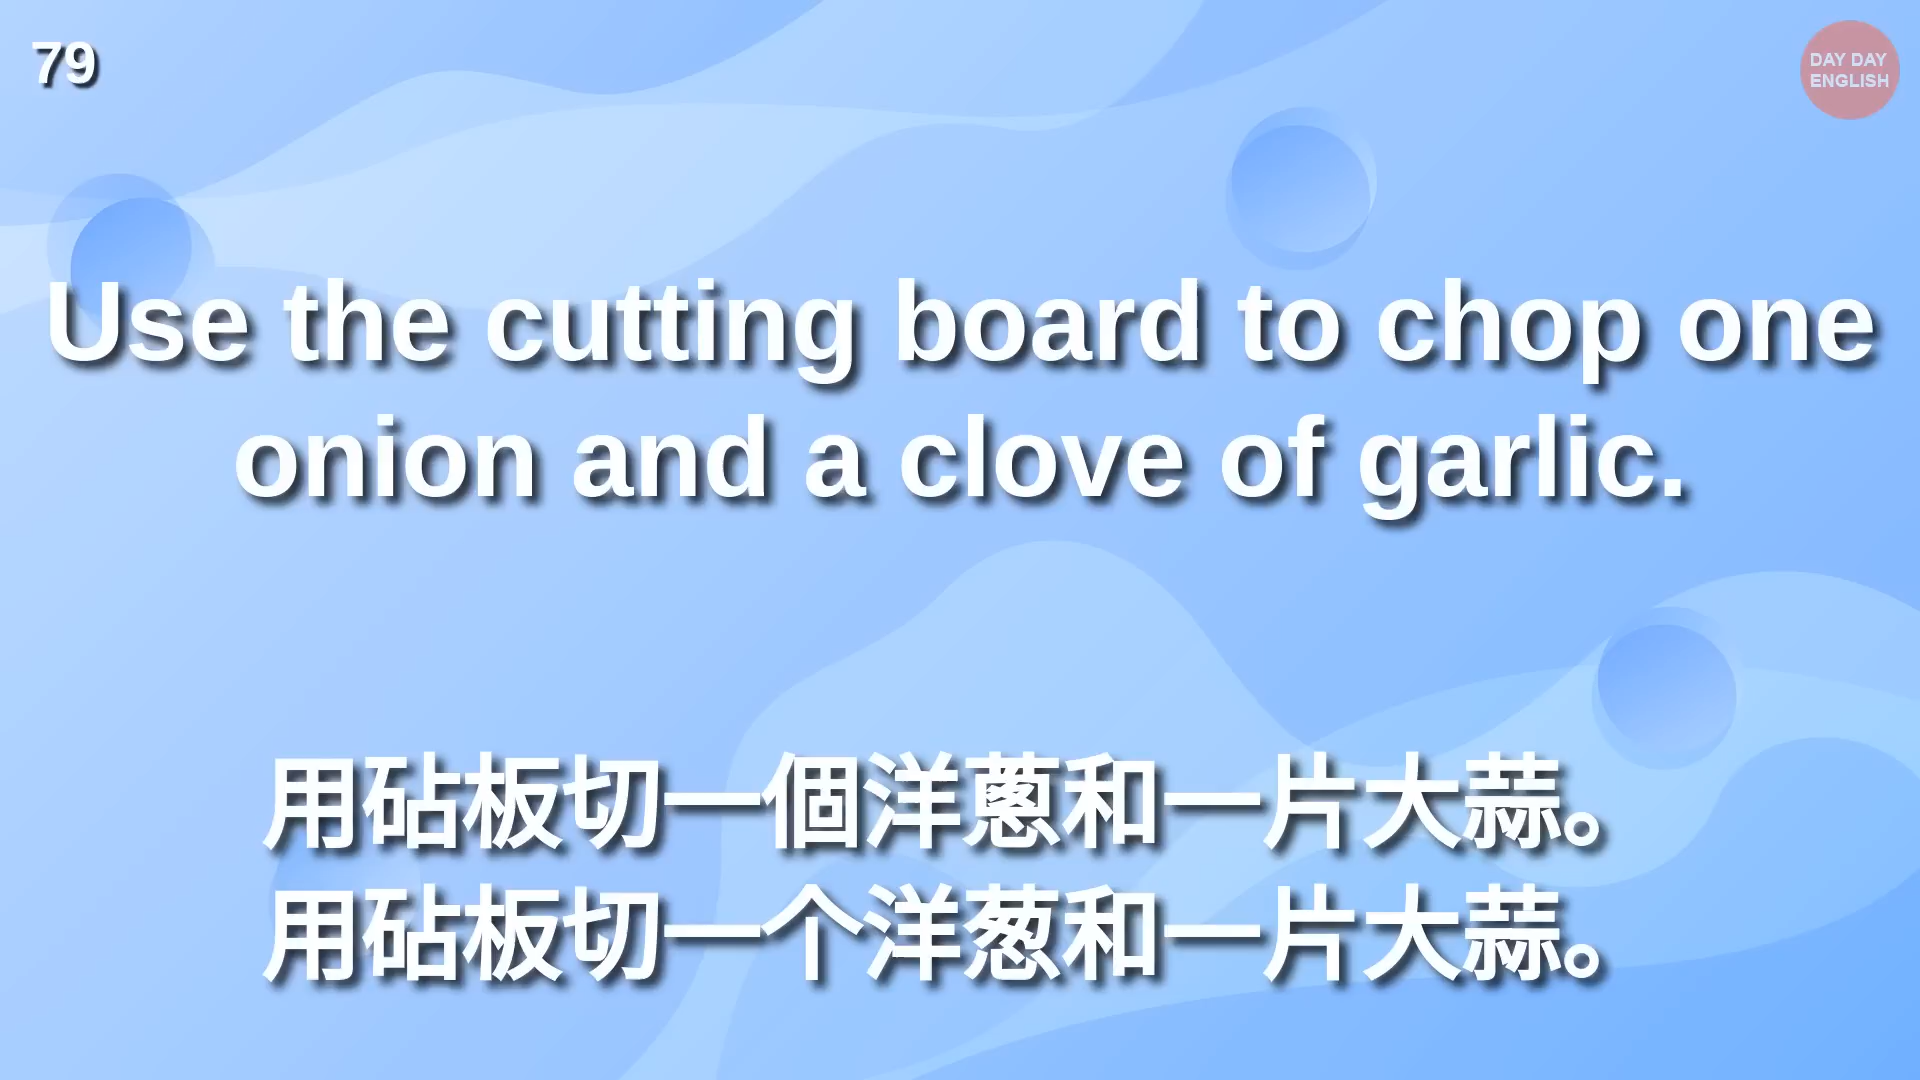 79
DAY DAY
ENGLISH
Use the cutting board to chop one
onion and a clove of garlic.
用砧板切一個洋蔥和一片大蒜。
用砧板切一个洋葱和一片大蒜。